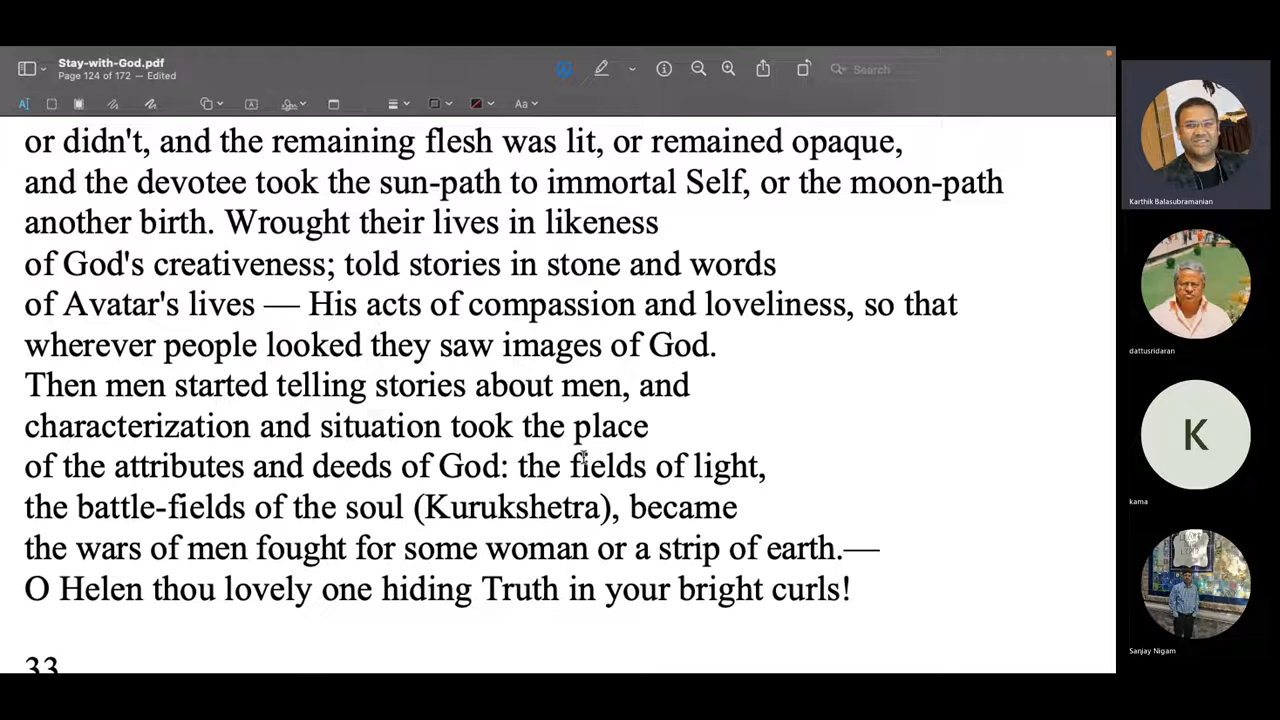 Stay-with-God.pdf
Page 124 of 172 — Edited
Search
Aa
or didn't, and the remaining flesh was lit, or remained opaque,
and the devotee took the sun-path to immortal Self, or the moon-path
another birth. Wrought their lives in likeness
of God's creativeness; told stories in stone and words
of Avatar's lives — His acts of compassion and loveliness, so that
wherever people looked they saw images of God.
Then men started telling stories about men, and
characterization and situation took the place
of the attributes and deeds of God: the fields of light,
the battle-fields of the soul (Kurukshetra), became
the wars of men fought for some woman or a strip of earth.—
O Helen thou lovely one hiding Truth in your bright curls!
33
Karthik Balasubramanian
dattusridaran
K
kama
Sanjay Nigam